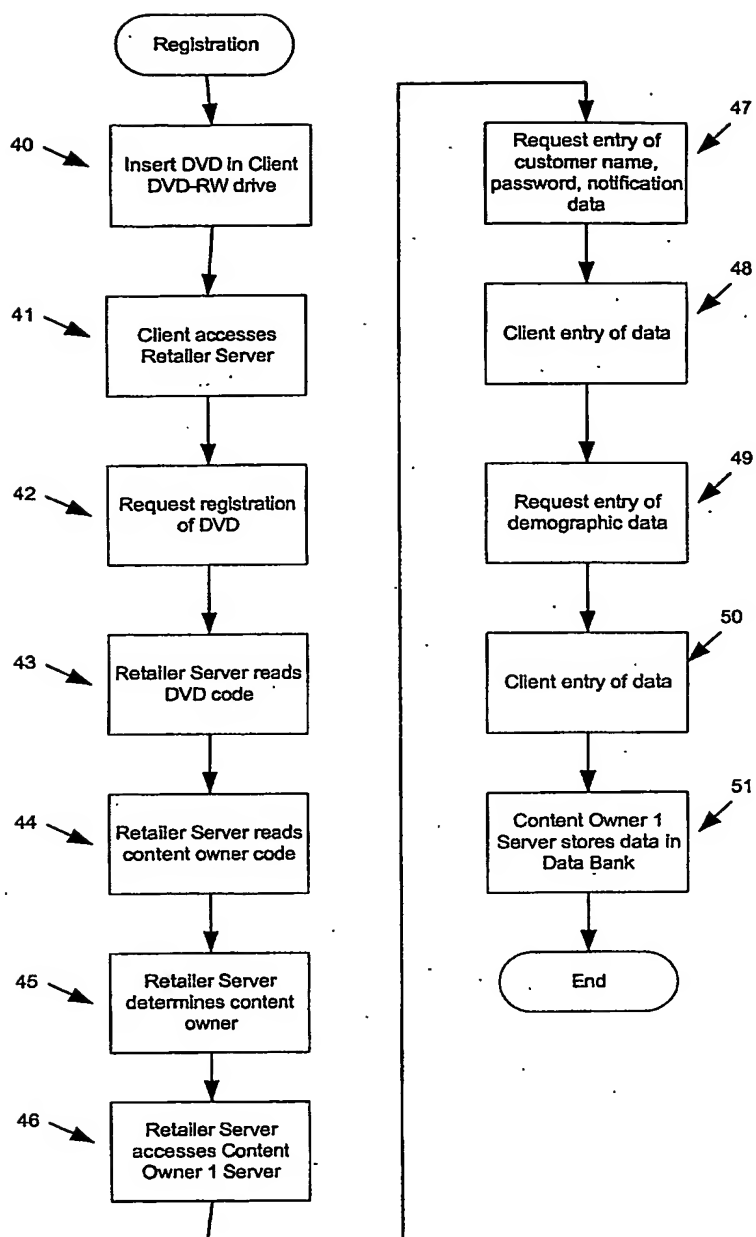 Registration
40
Insert DVD in Client
DVD-RW drive
41
Client accesses
Retailer Server
42
Request registration
of DVD
43
Retailer Server reads
DVD code
44
Retailer Server reads
content owner code
45
Retailer Server
determines content
owner
46
Retailer Server
accesses Content
Owner 1 Server
47
Request entry of
customer name,
password, notification
data
48
Client entry of data
49
Request entry of
demographic data
50
Client entry of data
51
Content Owner 1
Server stores data in
Data Bank
End